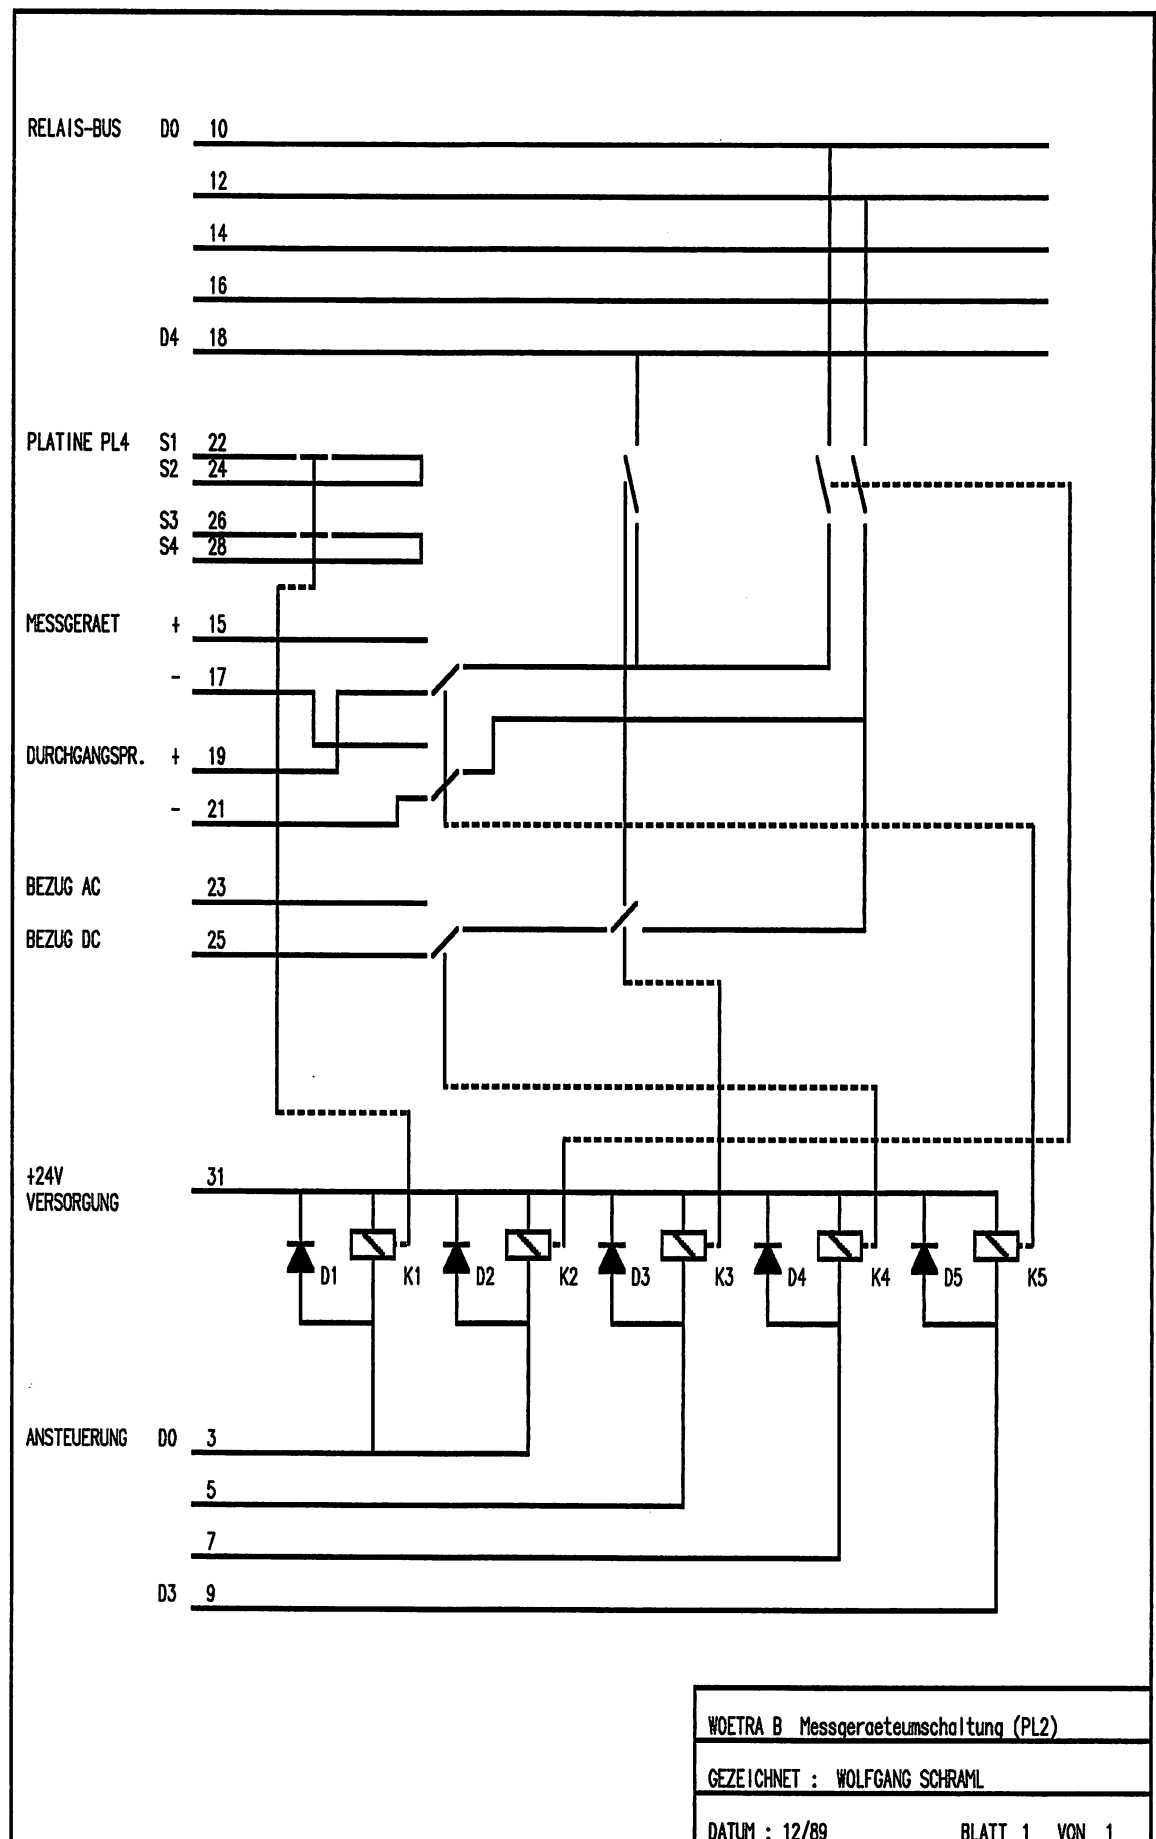 RELAIS-BUS D0 10
12
14
16
D4 18
PLATINE PL4 S1 22
S2 24
S3 26
S4 28
MESSGERAET + 15
- 17
DURCHGANGSPR. + 19
- 21
BEZUG AC 23
BEZUG DC 25
+24V 31
VERSORGUNG
D1 K1 D2 K2 D3 K3 D4 K4 D5 K5
ANSTEUERUNG D0 3
5
7
D3 9
WOETRA B Messgeraeteumschaltung (PL2)
GEZEICHNET : WOLFGANG SCHRAML
DATUM : 12/89 BLATT 1 VON 1